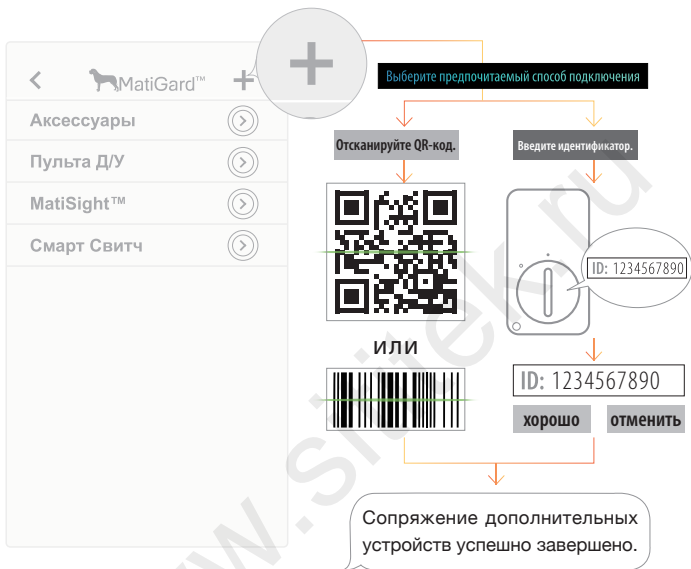 MatiGard™
Аксессуары
Пульта Д/У
MatiSight™
Смарт Свитч
Выберите предпочитаемый способ подключения
Отсканируйте QR-код.
Введите идентификатор.
ID: 1234567890
или
ID: 1234567890
хорошо
отменить
Сопряжение дополнительных
устройств успешно завершено.
www.sititek.ru